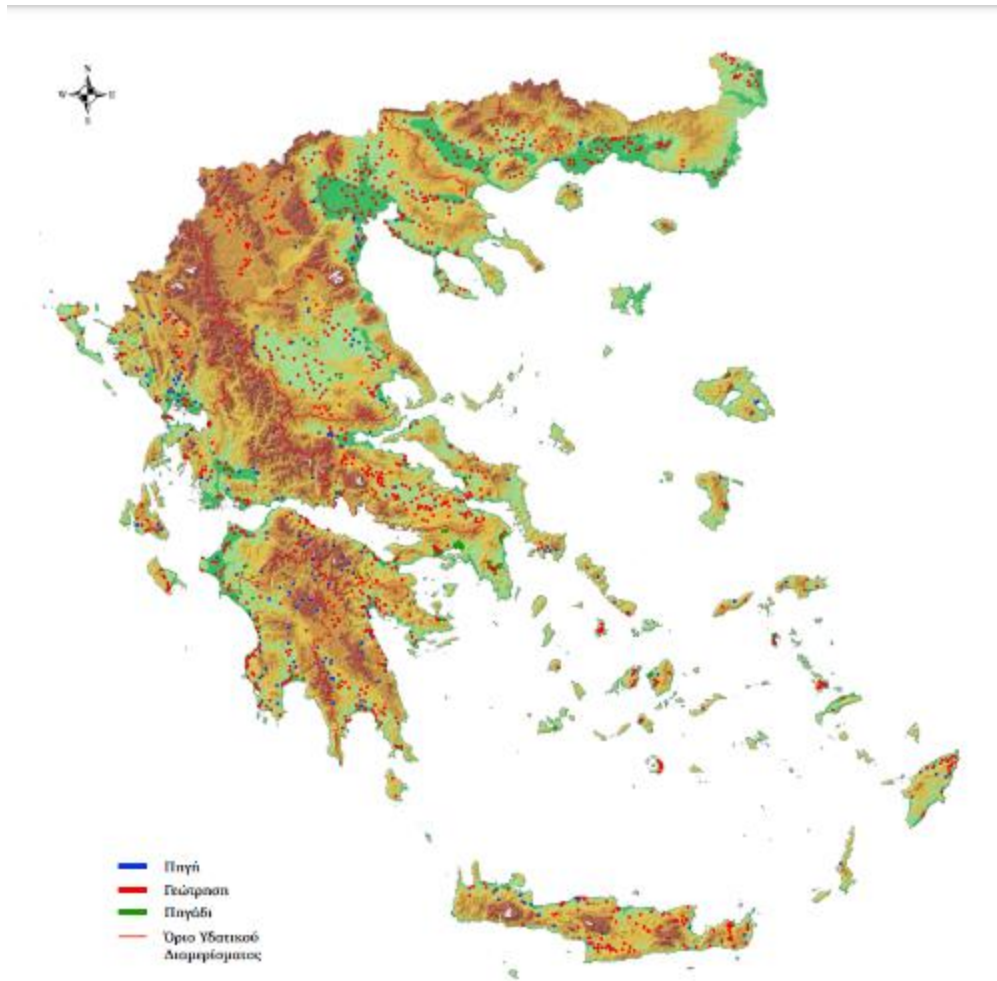 N
W E
S
Πηγή
Γεώτρηση
Πηγάδι
Όριο Υδατικού
Διαμερίσματος